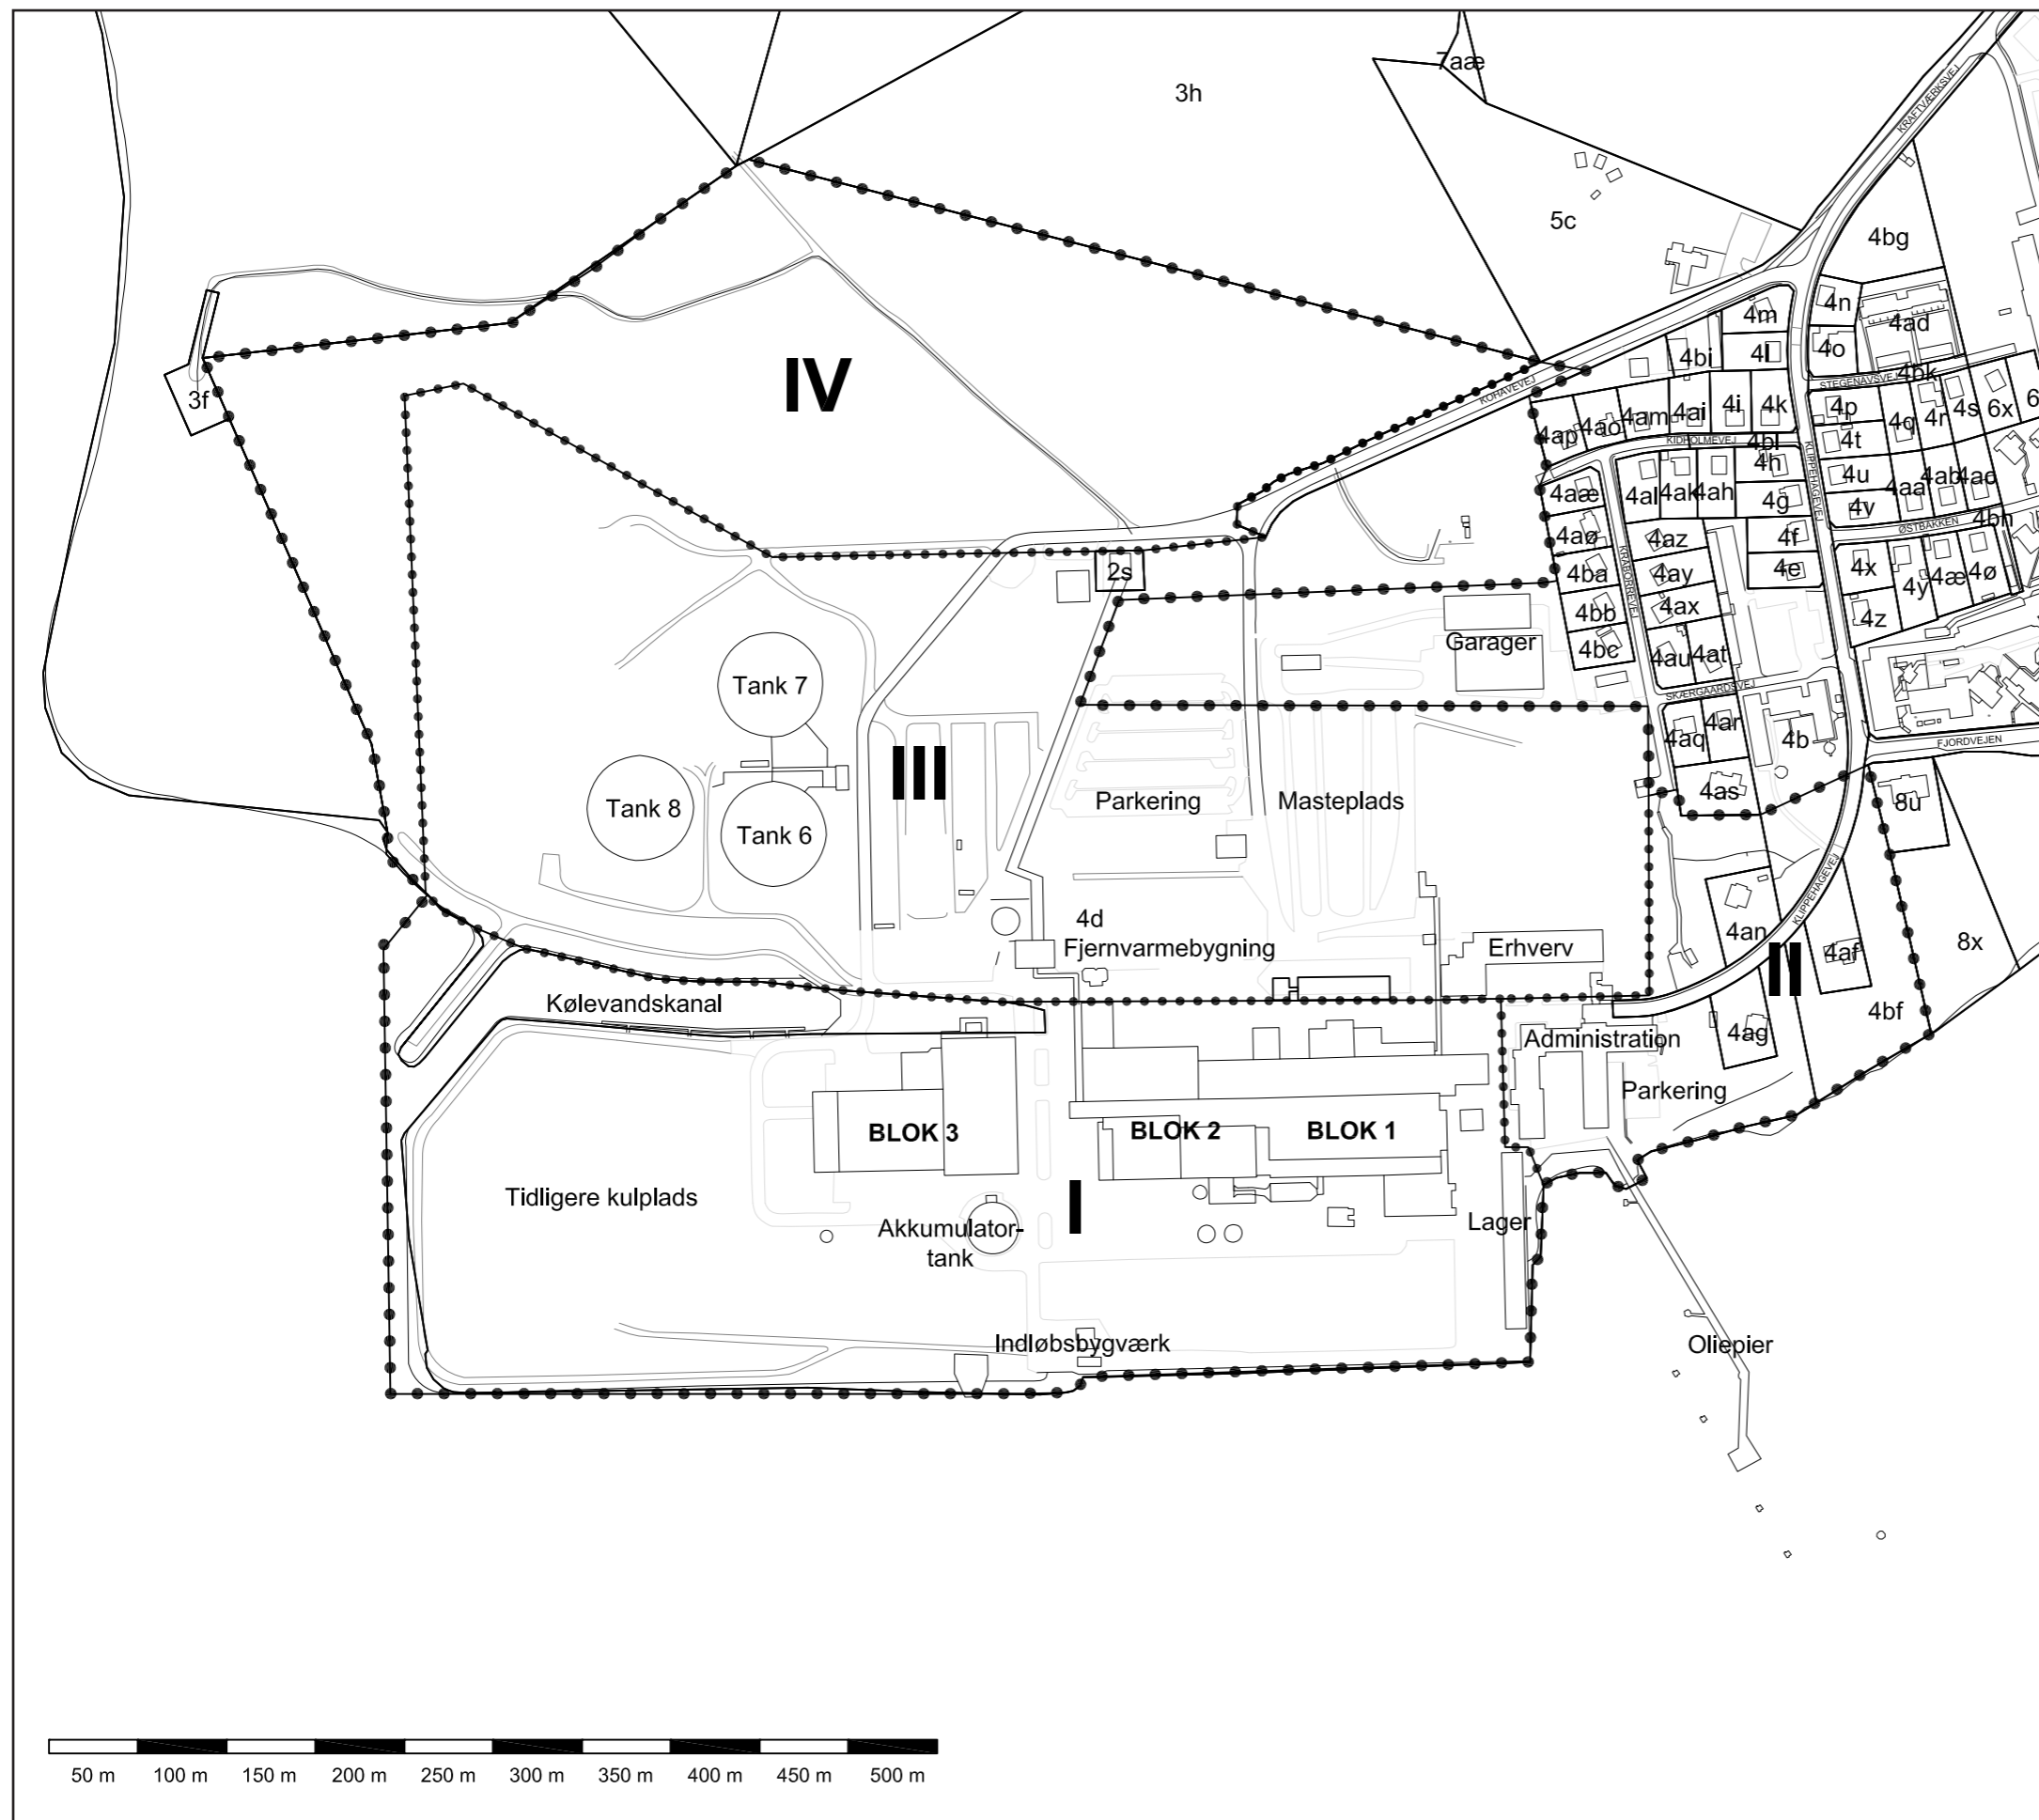 7aæ
3h
KRAFTVÆRKSVEJ
5c
4bg
4n
4m
4ad
4o
4l
4bi
IV
4bk
STEGENAVSVEJ
KOHAVEVEJ
3f
4k
4i
4ai
4am
4ao
4ap
4p
4q
4r
4s
6x
6
KIDHOLMEVEJ
4bl
4t
KLIPPEHAGEVEJ
4h
4u
4aa
4ab
4ac
4aæ
4al
4ak
4ah
4g
4v
ØSTBAKKEN
4bh
4aø
4az
4f
KRABORREVEJ
2s
4ba
4ay
4e
4x
4y
4æ
4ø
4bb
4ax
4z
Garager
4bc
4au
4at
Tank 7
SKÆRGAARDSVEJ
III
4aq
4ar
4b
FJORDVEJEN
Tank 8
Tank 6
Parkering
Masteplads
4as
8u
KLIPPEHAGEVEJ
4d
Fjernvarmebygning
Erhverv
4an
4af
8x
II
Kølevandskanal
4bf
Administration
4ag
Parkering
BLOK 3
BLOK 2
BLOK 1
Tidligere kulplads
I
Akkumulator-
tank
Lager
Indløbsbygværk
Oliepier
50 m
100 m
150 m
200 m
250 m
300 m
350 m
400 m
450 m
500 m